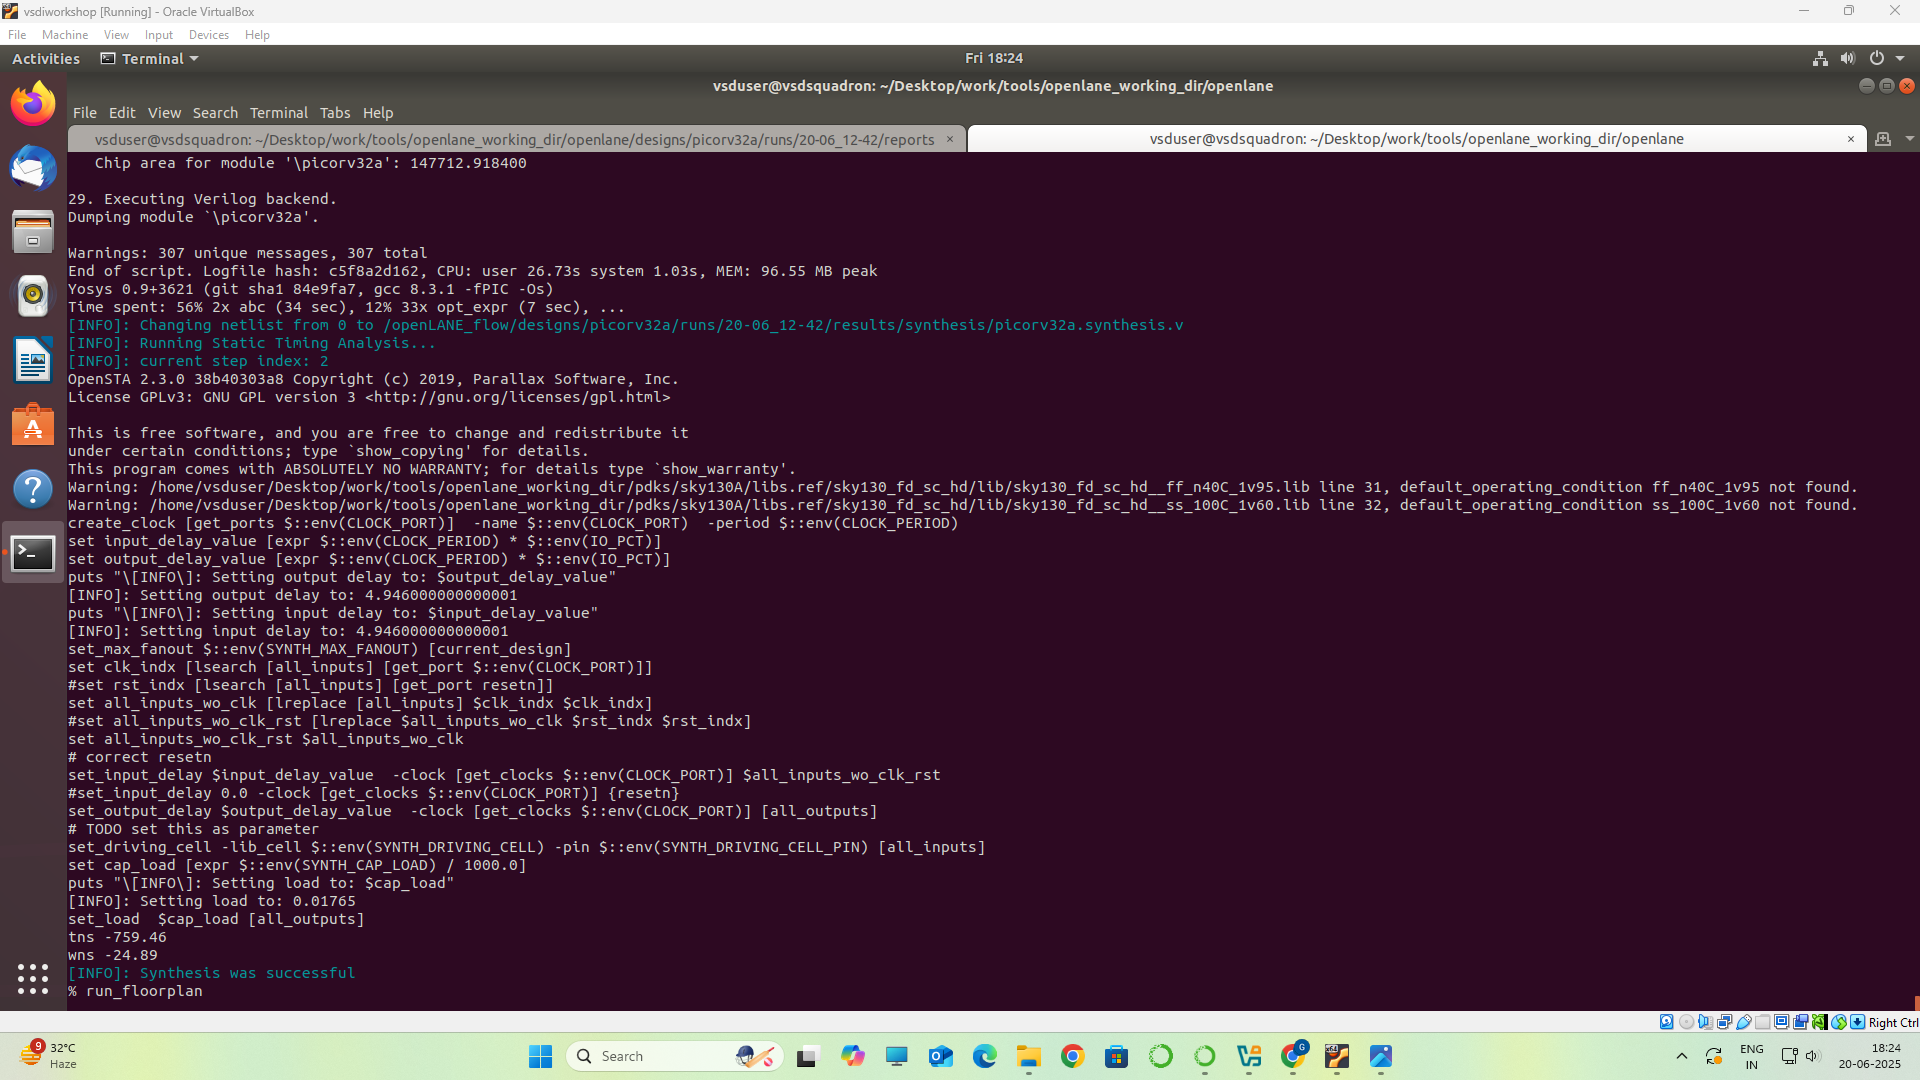 vsdiworkshop [Running] - Oracle VirtualBox
File Machine View Input Devices Help
Activities Terminal Fri 18:24
vsduser@vsdsquadron: ~/Desktop/work/tools/openlane_working_dir/openlane
File Edit View Search Terminal Tabs Help
vsduser@vsdsquadron: ~/Desktop/work/tools/openlane_working_dir/openlane/designs/picorv32a/runs/20-06_12-42/reports × vsduser@vsdsquadron: ~/Desktop/work/tools/openlane_working_dir/openlane ×
Chip area for module '\picorv32a': 147712.918400
29. Executing Verilog backend.
Dumping module `\picorv32a'.
Warnings: 307 unique messages, 307 total
End of script. Logfile hash: c5f8a2d162, CPU: user 26.73s system 1.03s, MEM: 96.55 MB peak
Yosys 0.9+3621 (git sha1 84e9fa7, gcc 8.3.1 -fPIC -Os)
Time spent: 56% 2x abc (34 sec), 12% 33x opt_expr (7 sec), ...
[INFO]: Changing netlist from 0 to /openLANE_flow/designs/picorv32a/runs/20-06_12-42/results/synthesis/picorv32a.synthesis.v
[INFO]: Running Static Timing Analysis...
[INFO]: current step index: 2
OpenSTA 2.3.0 38b40303a8 Copyright (c) 2019, Parallax Software, Inc.
License GPLv3: GNU GPL version 3 <http://gnu.org/licenses/gpl.html>
This is free software, and you are free to change and redistribute it
under certain conditions; type `show_copying' for details.
This program comes with ABSOLUTELY NO WARRANTY; for details type `show_warranty'.
Warning: /home/vsduser/Desktop/work/tools/openlane_working_dir/pdks/sky130A/libs.ref/sky130_fd_sc_hd/lib/sky130_fd_sc_hd__ff_n40C_1v95.lib line 31, default_operating_condition ff_n40C_1v95 not found.
Warning: /home/vsduser/Desktop/work/tools/openlane_working_dir/pdks/sky130A/libs.ref/sky130_fd_sc_hd/lib/sky130_fd_sc_hd__ss_100C_1v60.lib line 32, default_operating_condition ss_100C_1v60 not found.
create_clock [get_ports $::env(CLOCK_PORT)]  -name $::env(CLOCK_PORT)  -period $::env(CLOCK_PERIOD)
set input_delay_value [expr $::env(CLOCK_PERIOD) * $::env(IO_PCT)]
set output_delay_value [expr $::env(CLOCK_PERIOD) * $::env(IO_PCT)]
puts "\[INFO\]: Setting output delay to: $output_delay_value"
[INFO]: Setting output delay to: 4.946000000000001
puts "\[INFO\]: Setting input delay to: $input_delay_value"
[INFO]: Setting input delay to: 4.946000000000001
set_max_fanout $::env(SYNTH_MAX_FANOUT) [current_design]
set clk_indx [lsearch [all_inputs] [get_port $::env(CLOCK_PORT)]]
#set rst_indx [lsearch [all_inputs] [get_port resetn]]
set all_inputs_wo_clk [lreplace [all_inputs] $clk_indx $clk_indx]
#set all_inputs_wo_clk_rst [lreplace $all_inputs_wo_clk $rst_indx $rst_indx]
set all_inputs_wo_clk_rst $all_inputs_wo_clk
# correct resetn
set_input_delay $input_delay_value  -clock [get_clocks $::env(CLOCK_PORT)] $all_inputs_wo_clk_rst
#set_input_delay 0.0 -clock [get_clocks $::env(CLOCK_PORT)] {resetn}
set_output_delay $output_delay_value  -clock [get_clocks $::env(CLOCK_PORT)] [all_outputs]
# TODO set this as parameter
set_driving_cell -lib_cell $::env(SYNTH_DRIVING_CELL) -pin $::env(SYNTH_DRIVING_CELL_PIN) [all_inputs]
set cap_load [expr $::env(SYNTH_CAP_LOAD) / 1000.0]
puts "\[INFO\]: Setting load to: $cap_load"
[INFO]: Setting load to: 0.01765
set_load  $cap_load [all_outputs]
tns -759.46
wns -24.89
[INFO]: Synthesis was successful
% run_floorplan
Right Ctrl
9 32°C
Haze
Search
G
ENG
IN
18:24
20-06-2025